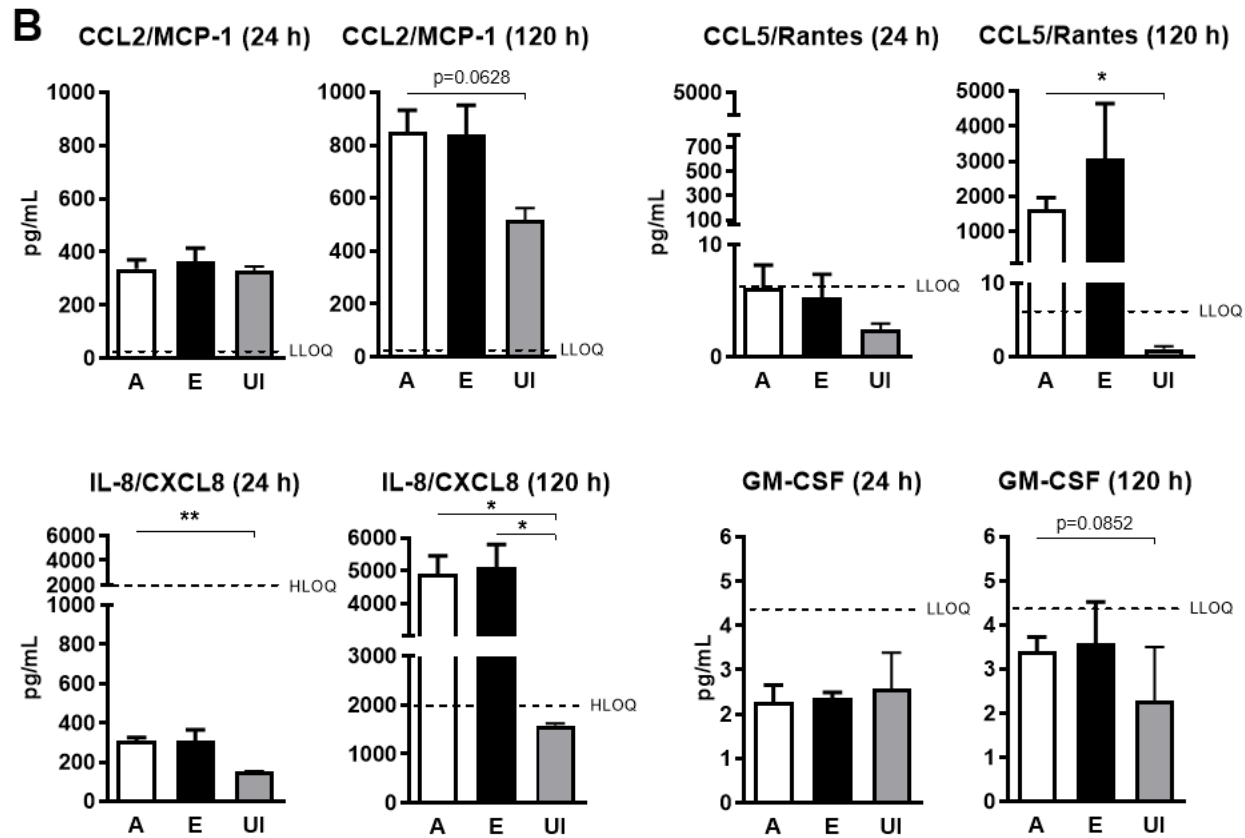 B
CCL2/MCP-1 (24 h)
pg/mL
1000
800
600
400
200
0
LLOQ
A E UI
CCL2/MCP-1 (120 h)
p=0.0628
1000
800
600
400
200
0
LLOQ
A E UI
CCL5/Rantes (24 h)
pg/mL
5000
700
500
300
100
10
0
LLOQ
A E UI
CCL5/Rantes (120 h)
*
5000
4000
3000
2000
1000
10
0
LLOQ
A E UI
IL-8/CXCL8 (24 h)
**
pg/mL
6000
4000
2000
1000
800
600
400
200
0
HLOQ
A E UI
IL-8/CXCL8 (120 h)
*
*
6000
5000
4000
3000
2000
1000
0
HLOQ
A E UI
GM-CSF (24 h)
pg/mL
6
5
4
3
2
1
0
LLOQ
A E UI
GM-CSF (120 h)
p=0.0852
6
5
4
3
2
1
0
LLOQ
A E UI